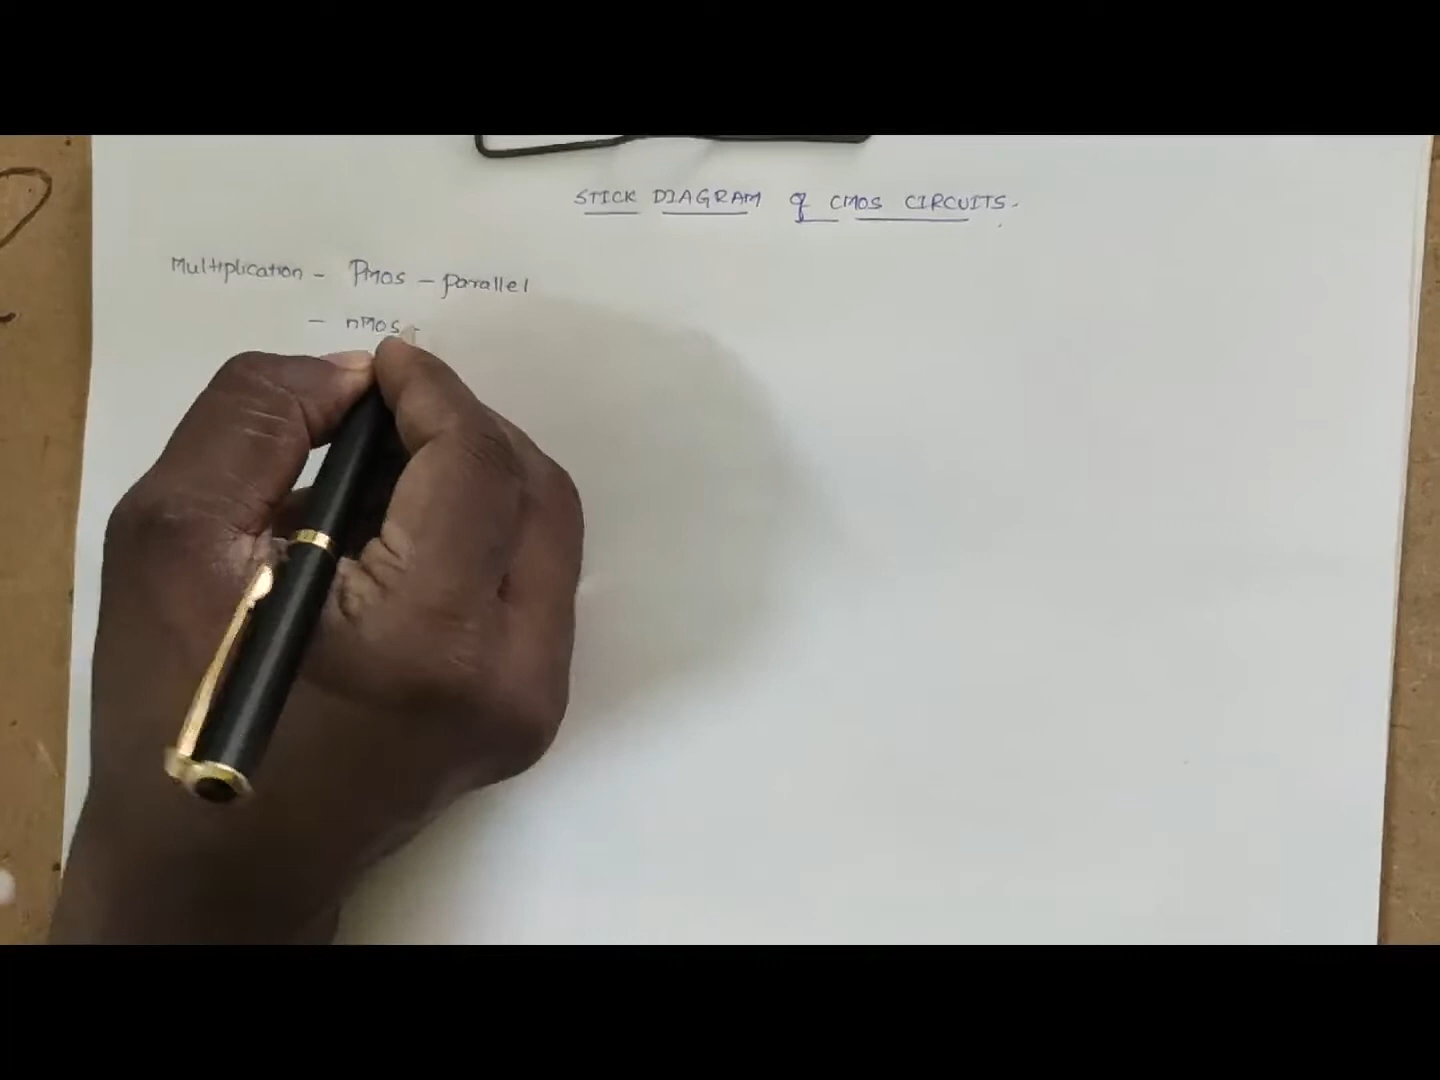 STICK DIAGRAM of CMOS CIRCUITS.
Multiplication - PMOS - parallel
- nMOS -